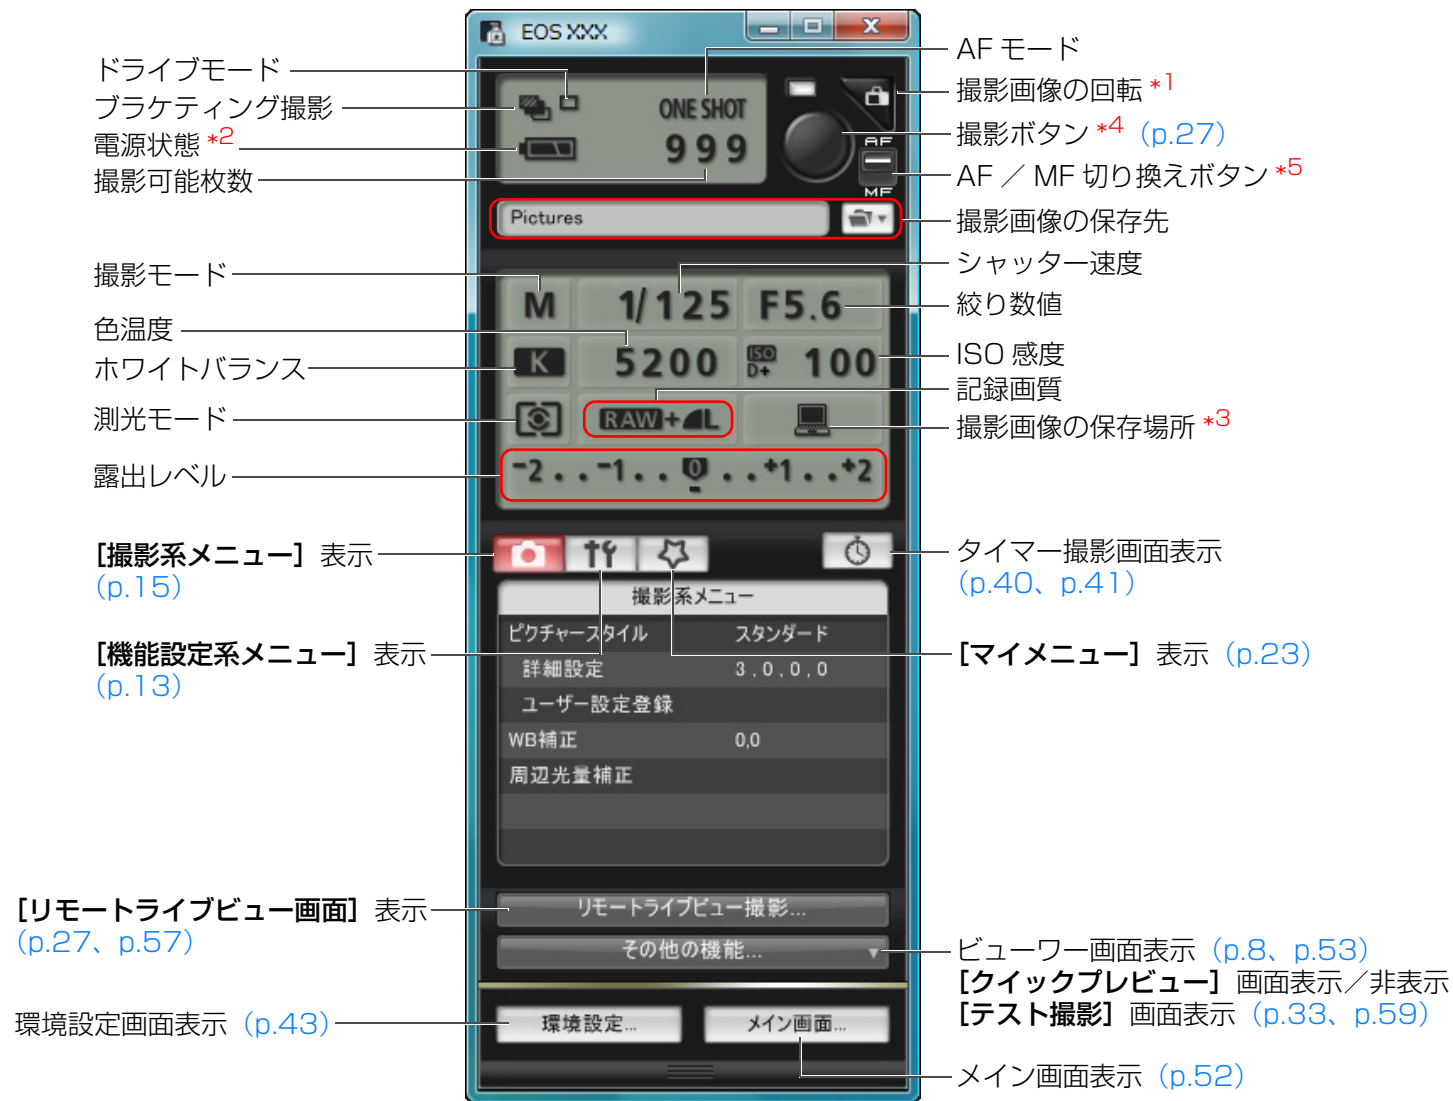 EOS XXX
ドライブモード
ブラケティング撮影
電源状態 *2
撮影可能枚数
AF モード
撮影画像の回転 *1
撮影ボタン *4 (p.27)
AF / MF 切り換えボタン *5
撮影画像の保存先
ONE SHOT
999
AF
MF
Pictures
撮影モード
色温度
ホワイトバランス
測光モード
露出レベル
シャッター速度
絞り数値
ISO 感度
記録画質
撮影画像の保存場所 *3
M 1/125 F5.6
K 5200 ISO D+ 100
RAW+L
-2..-1..0..+1..+2
[撮影系メニュー] 表示
(p.15)
[機能設定系メニュー] 表示
(p.13)
タイマー撮影画面表示
(p.40、p.41)
[マイメニュー] 表示 (p.23)
撮影系メニュー
ピクチャースタイル スタンダード
詳細設定 3,0,0,0
ユーザー設定登録
WB補正 0,0
周辺光量補正
[リモートライブビュー画面] 表示
(p.27、p.57)
リモートライブビュー撮影...
その他の機能...
ビューワー画面表示 (p.8、p.53)
[クイックプレビュー] 画面表示/非表示
[テスト撮影] 画面表示 (p.33、p.59)
環境設定画面表示 (p.43)
環境設定... メイン画面...
メイン画面表示 (p.52)